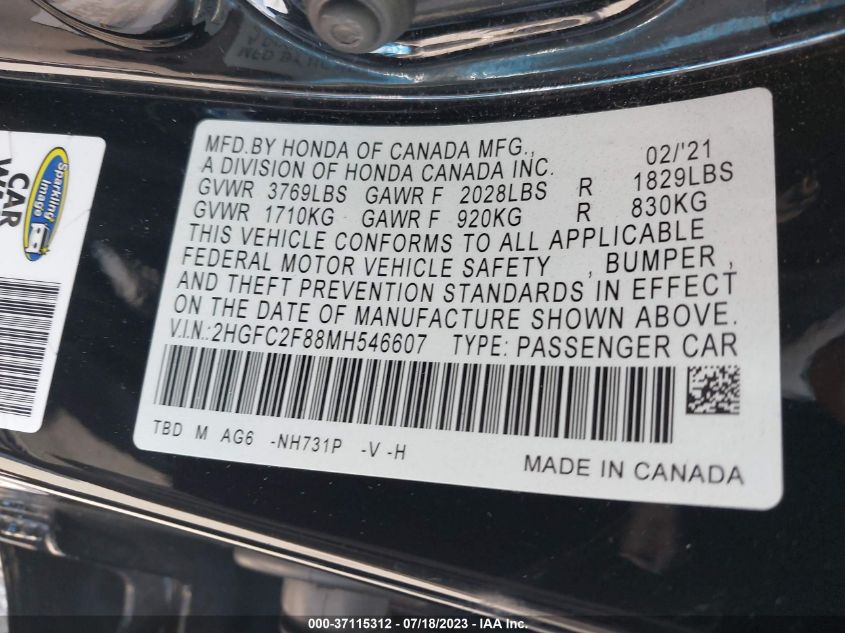 MFD.BY HONDA OF CANADA MFG., 02/'21
A DIVISION OF HONDA CANADA INC.
GVWR 3769LBS GAWR F 2028LBS R 1829LBS
GVWR 1710KG GAWR F 920KG R 830KG
THIS VEHICLE CONFORMS TO ALL APPLICABLE
FEDERAL MOTOR VEHICLE SAFETY , BUMPER ,
AND THEFT PREVENTION STANDARDS IN EFFECT
ON THE DATE OF MANUFACTURE SHOWN ABOVE.
V.I.N.:2HGFC2F88MH546607 TYPE: PASSENGER CAR
TBD M AG6 -NH731P -V -H
MADE IN CANADA
Sparkling
Image
CAR
000-37115312 - 07/18/2023 - IAA Inc.